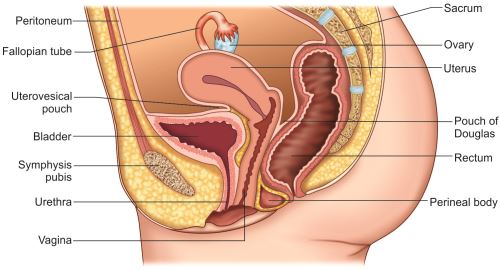 Peritoneum
Fallopian tube
Uterovesical
pouch
Bladder
Symphysis
pubis
Urethra
Vagina
Sacrum
Ovary
Uterus
Pouch of
Douglas
Rectum
Perineal body